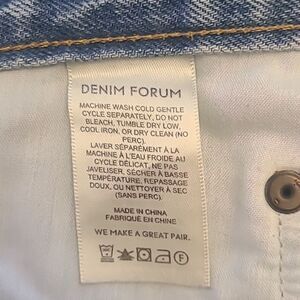 DENIM FORUM
MACHINE WASH COLD GENTLE
CYCLE SEPARATELY, DO NOT
BLEACH, TUMBLE DRY LOW,
COOL IRON, OR DRY CLEAN (NO
PERC).
LAVER SÉPARÉMENT À LA
MACHINE À L'EAU FROIDE AU
CYCLE DÉLICAT, NE PAS
JAVELISER, SÉCHER À BASSE
TEMPÉRATURE, REPASSAGE
DOUX, OU NETTOYER À SEC
(SANS PERC).
MADE IN CHINA
FABRIQUÉ EN CHINE
WE MAKE A GREAT PAIR.
F